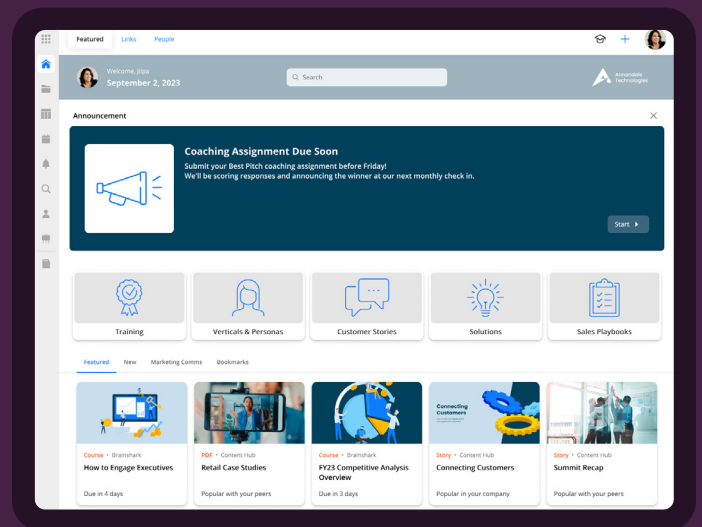 Featured Links People
Welcome, Jilpa
September 2, 2023
Search
Annandale
Technologies
Announcement
Coaching Assignment Due Soon
Submit your Best Pitch coaching assignment before Friday!
We'll be scoring responses and announcing the winner at our next monthly check in.
Start
Training
Verticals & Personas
Customer Stories
Solutions
Sales Playbooks
Featured New Marketing Comms Bookmarks
Course • Brainshark
How to Engage Executives
Due in 4 days
PDF • Content Hub
Retail Case Studies
Popular with your peers
Course • Brainshark
FY23 Competitive Analysis
Overview
Due in 3 days
Connecting
Customers
Story • Content Hub
Connecting Customers
Popular in your company
Story • Content Hub
Summit Recap
Popular with your peers